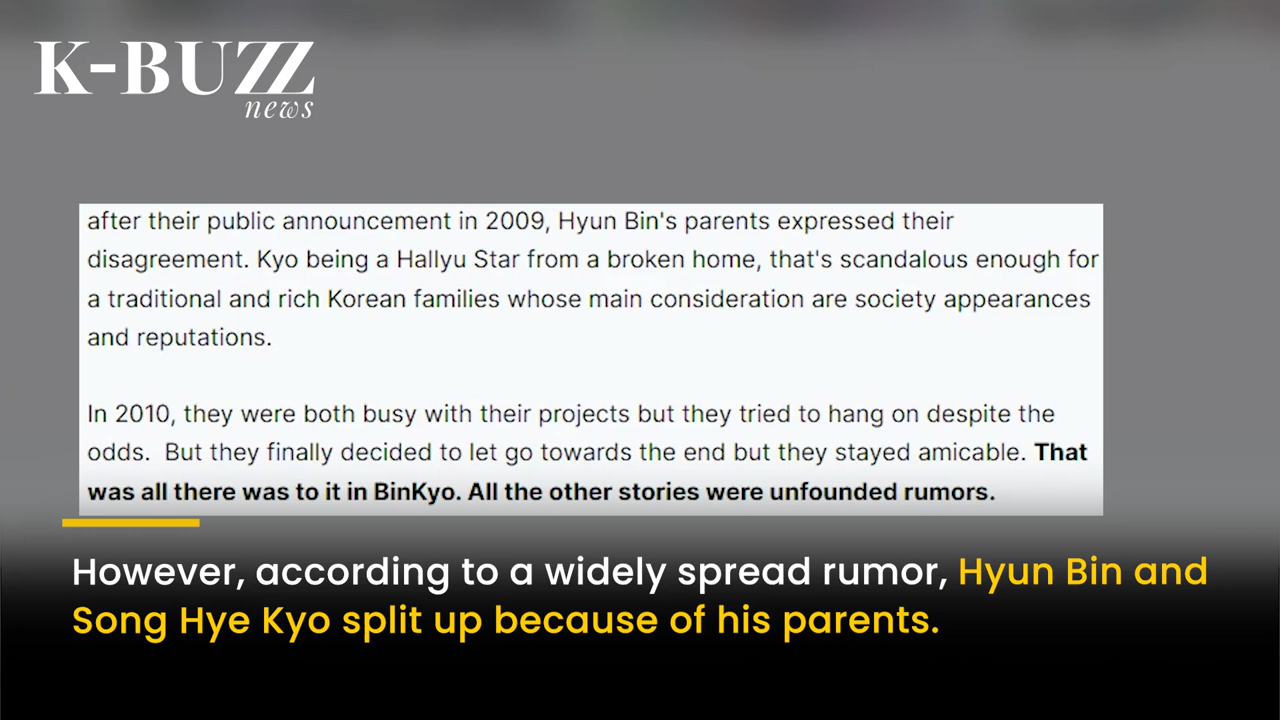 K-BUZZ
news
after their public announcement in 2009, Hyun Bin's parents expressed their
disagreement. Kyo being a Hallyu Star from a broken home, that's scandalous enough for
a traditional and rich Korean families whose main consideration are society appearances
and reputations.
In 2010, they were both busy with their projects but they tried to hang on despite the
odds.  But they finally decided to let go towards the end but they stayed amicable. That
was all there was to it in BinKyo. All the other stories were unfounded rumors.
However, according to a widely spread rumor, Hyun Bin and
Song Hye Kyo split up because of his parents.